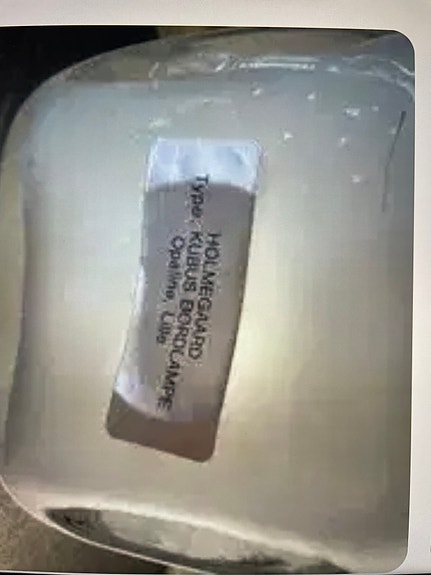 HOLMEGAARD
Type: KUBUS BORDLAMPE
Opaline, Lille